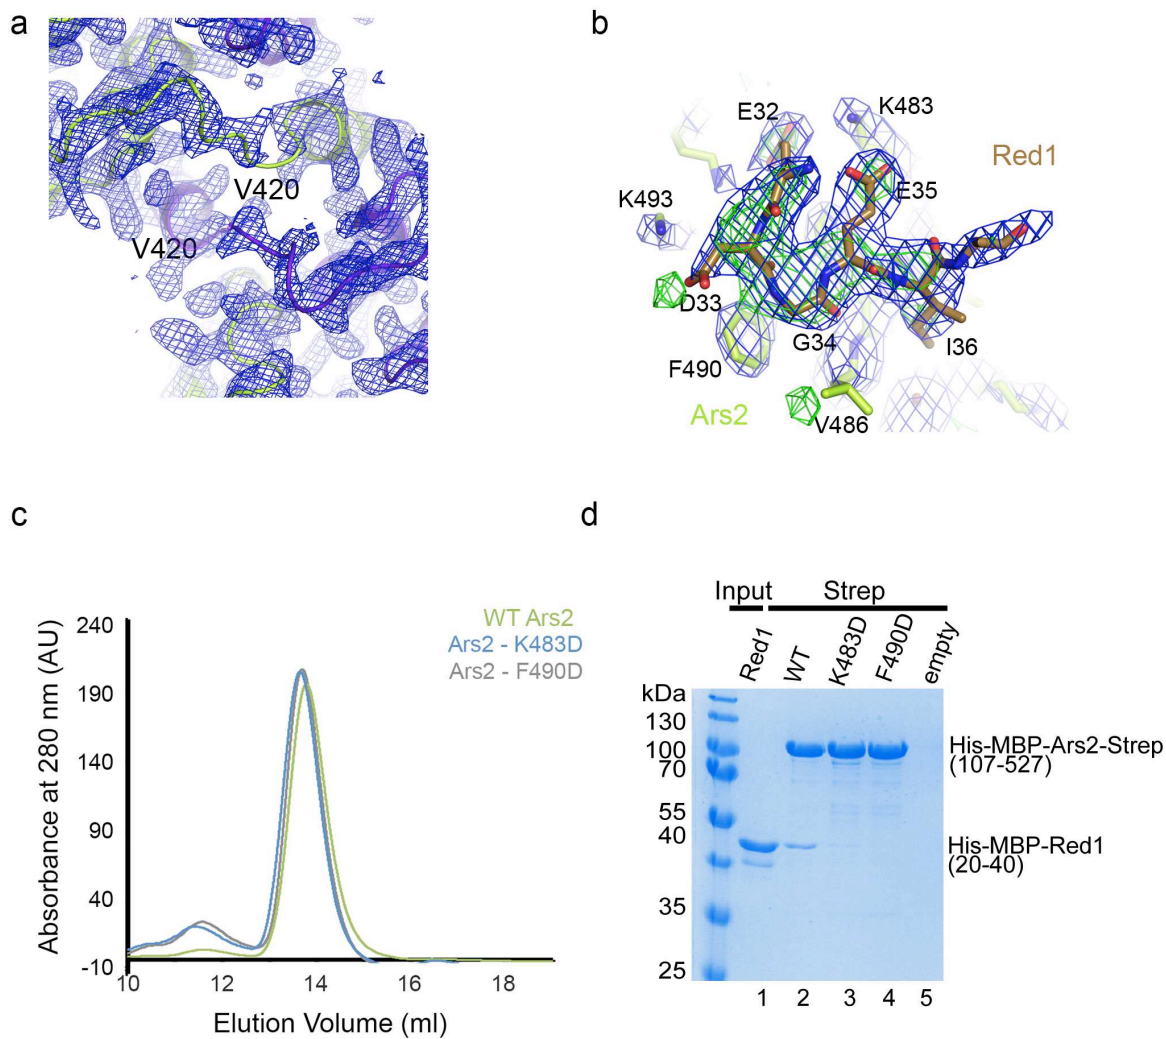 a
V420
V420
b
E32
K483
Red1
E35
K493
D33
G34
I36
F490
Ars2
V486
c
WT Ars2
Ars2 - K483D
Ars2 - F490D
Absorbance at 280 nm (AU)
240
190
140
90
40
-10
10 12 14 16 18
Elution Volume (ml)
d
Input Strep
Red1 WT K483D F490D empty
kDa
130
100
70
55
40
35
25
His-MBP-Ars2-Strep
(107-527)
His-MBP-Red1
(20-40)
1 2 3 4 5